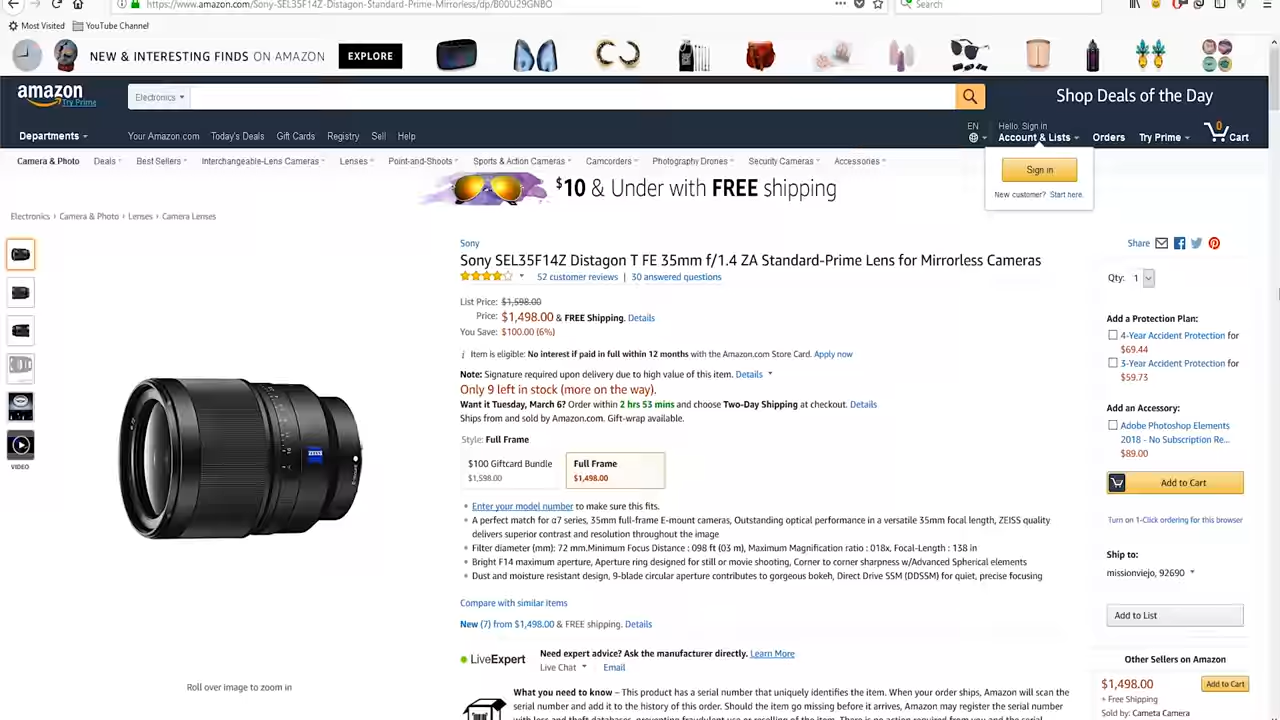 https://www.amazon.com/Sony-SEL35F14Z-Distagon-Standard-Prime-Mirrorless/dp/B00U29GNBO
Search
Most Visited
YouTube Channel
NEW & INTERESTING FINDS ON AMAZON
EXPLORE
amazon
Try Prime
Electronics
Shop Deals of the Day
Departments
Your Amazon.com
Today's Deals
Gift Cards
Registry
Sell
Help
EN
Hello. Sign in
Account & Lists
Orders
Try Prime
0
Cart
Camera & Photo
Deals
Best Sellers
Interchangeable-Lens Cameras
Lenses
Point-and-Shoots
Sports & Action Cameras
Camcorders
Photography Drones
Security Cameras
Accessories
Sign in
New customer? Start here.
$10 & Under with FREE shipping
Electronics › Camera & Photo › Lenses › Camera Lenses
VIDEO
ZEISS
Roll over image to zoom in
Sony
Sony SEL35F14Z Distagon T FE 35mm f/1.4 ZA Standard-Prime Lens for Mirrorless Cameras
52 customer reviews | 30 answered questions
List Price: $1,598.00
Price: $1,498.00 & FREE Shipping. Details
You Save: $100.00 (6%)
Item is eligible: No interest if paid in full within 12 months with the Amazon.com Store Card. Apply now
Note: Signature required upon delivery due to high value of this item. Details
Only 9 left in stock (more on the way).
Want it Tuesday, March 6? Order within 2 hrs 53 mins and choose Two-Day Shipping at checkout. Details
Ships from and sold by Amazon.com. Gift-wrap available.
Style: Full Frame
$100 Giftcard Bundle
$1,598.00
Full Frame
$1,498.00
Enter your model number to make sure this fits.
A perfect match for α7 series, 35mm full-frame E-mount cameras, Outstanding optical performance in a versatile 35mm focal length, ZEISS quality
delivers superior contrast and resolution throughout the image
Filter diameter (mm): 72 mm.Minimum Focus Distance : 098 ft (03 m), Maximum Magnification ratio : 018x, Focal-Length : 138 in
Bright F14 maximum aperture, Aperture ring designed for still or movie shooting, Corner to corner sharpness w/Advanced Spherical elements
Dust and moisture resistant design, 9-blade circular aperture contributes to gorgeous bokeh, Direct Drive SSM (DDSSM) for quiet, precise focusing
Compare with similar items
New (7) from $1,498.00 & FREE shipping. Details
LiveExpert
Need expert advice? Ask the manufacturer directly. Learn More
Live Chat
Email
What you need to know – This product has a serial number that uniquely identifies the item. When your order ships, Amazon will scan the
serial number and add it to the history of this order. Should the item go missing before it arrives, Amazon may register the serial
Share
Qty: 1
Add a Protection Plan:
4-Year Accident Protection for
$69.44
3-Year Accident Protection for
$59.73
Add an Accessory:
Adobe Photoshop Elements
2018 - No Subscription Re...
$89.00
Add to Cart
Turn on 1-Click ordering for this browser
Ship to:
missionviejo, 92690
Add to List
Other Sellers on Amazon
$1,498.00
Add to Cart
+ Free Shipping
Sold by: Cameta Camera